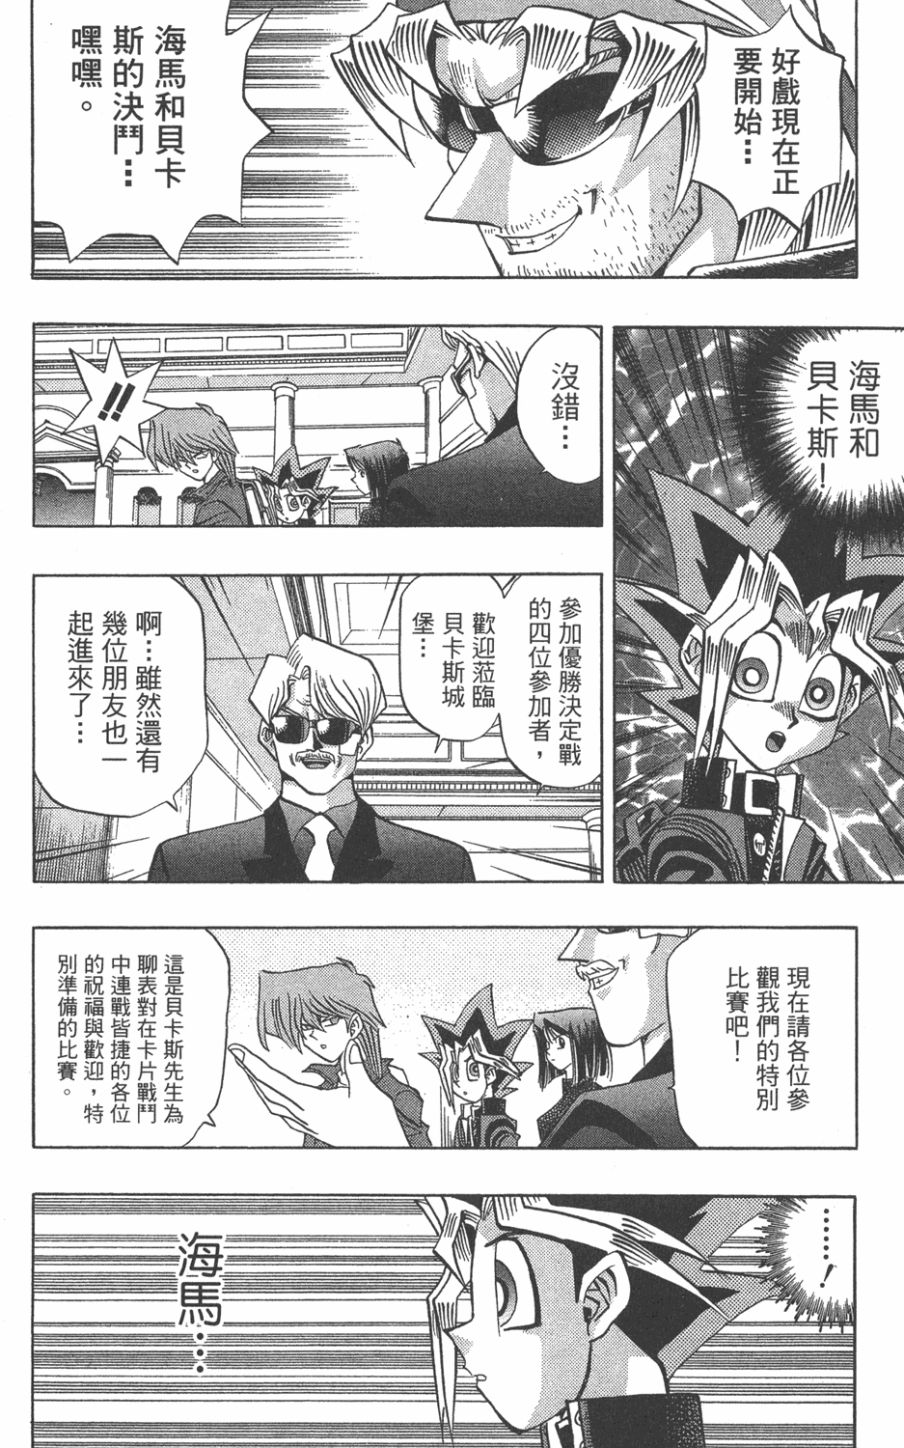 好戲現在正
要開始…
海馬和貝卡
斯的決鬥…
嘿嘿。
海馬和
貝卡斯！
沒錯…
!!
參加優勝決定戰
的四位參加者，
歡迎蒞臨
貝卡斯城
堡…
啊…雖然還有
幾位朋友也一
起進來了…
現在請各位參
觀我們的特別
比賽吧！
這是貝卡斯先生為
聊表對在卡片戰鬥
中連戰皆捷的各位
的祝福與歡迎，特
別準備的比賽。
……！
海馬……